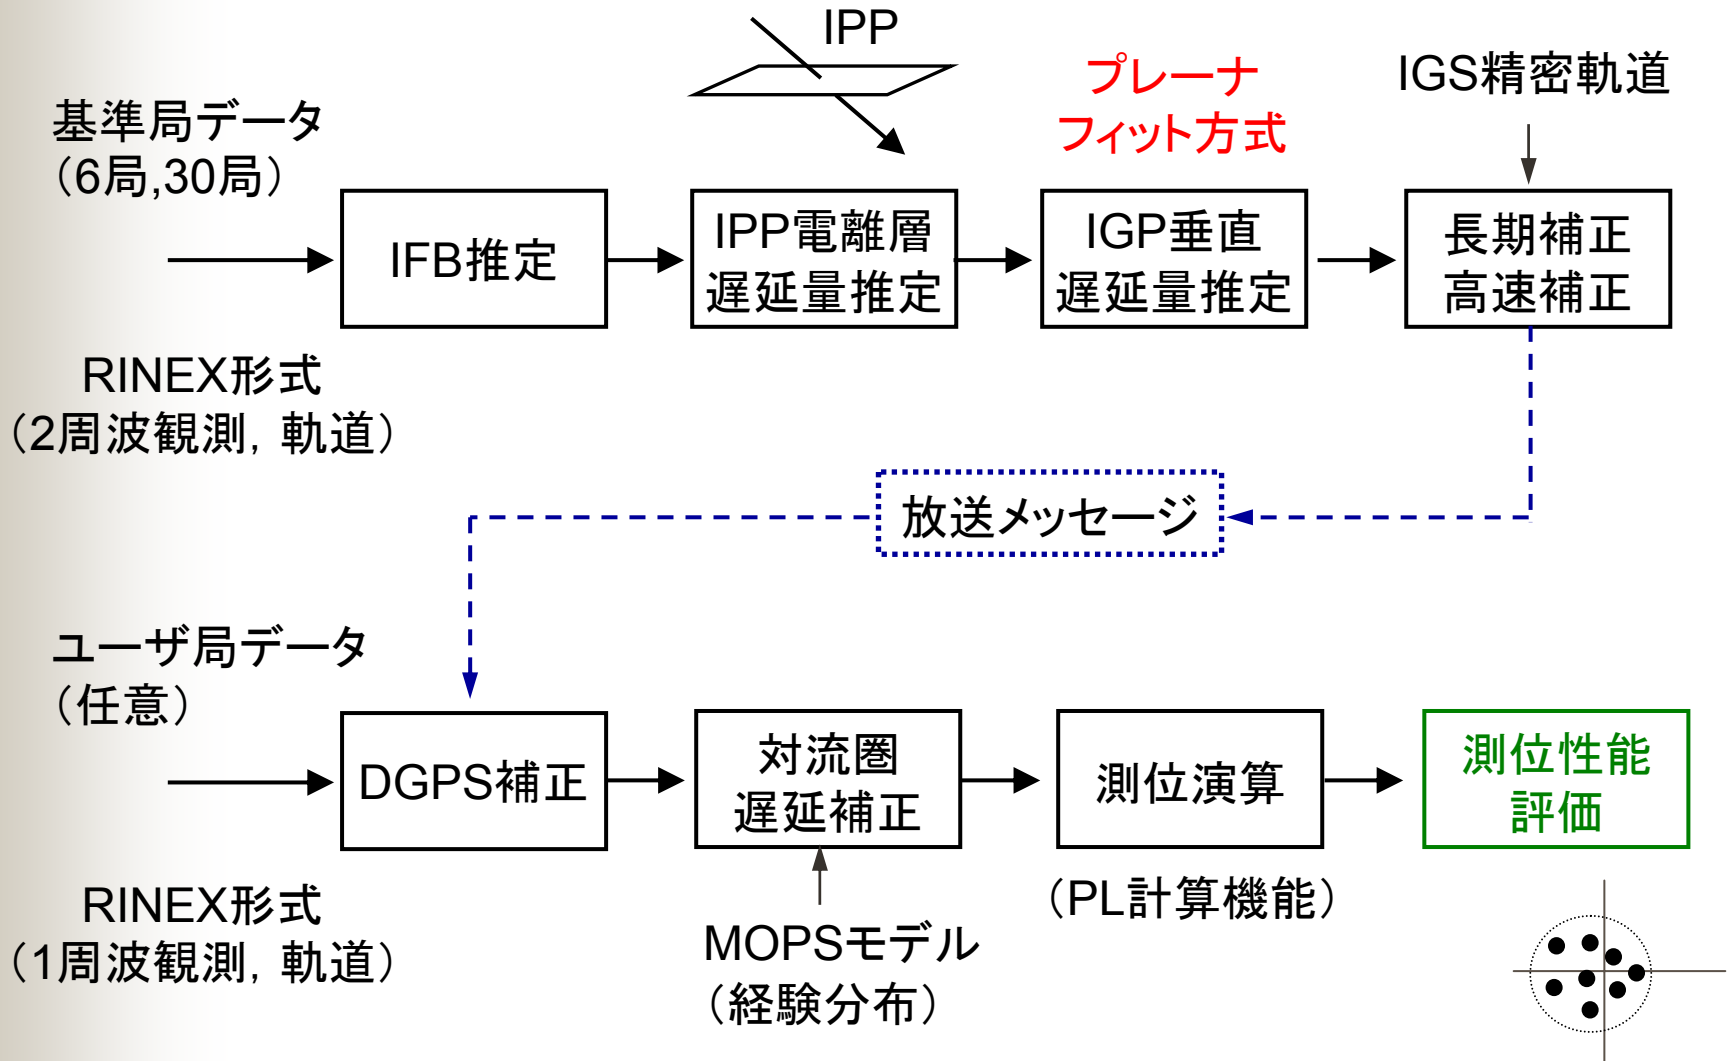 IPP
プレーナ
フィット方式
IGS精密軌道
基準局データ
（6局,30局）
IFB推定
IPP電離層
遅延量推定
IGP垂直
遅延量推定
長期補正
高速補正
RINEX形式
（2周波観測，軌道）
放送メッセージ
ユーザ局データ
（任意）
DGPS補正
対流圏
遅延補正
測位演算
測位性能
評価
RINEX形式
（1周波観測，軌道）
MOPSモデル
（経験分布）
（PL計算機能）